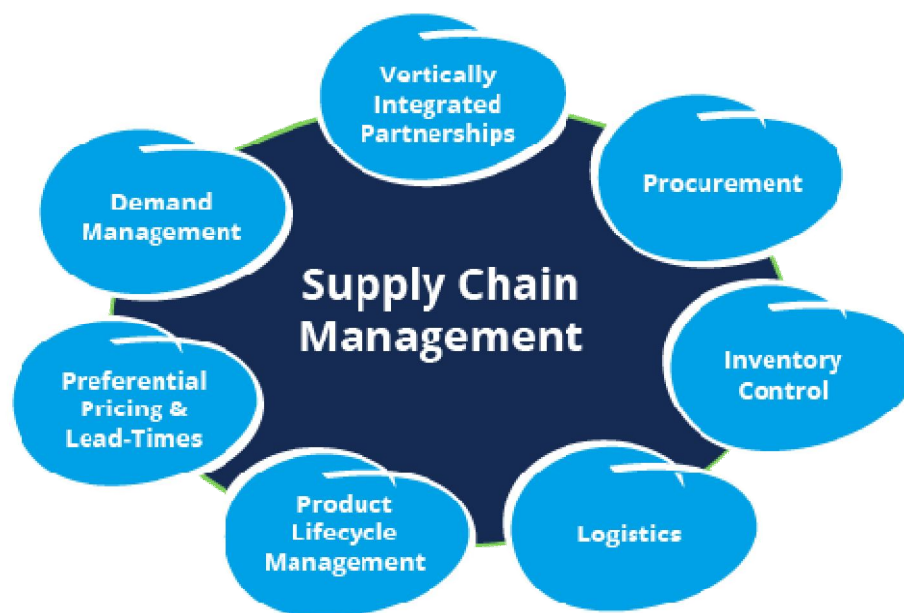 Vertically
Integrated
Partnerships
Procurement
Demand
Management
Supply Chain
Management
Inventory
Control
Preferential
Pricing &
Lead-Times
Product
Lifecycle
Management
Logistics